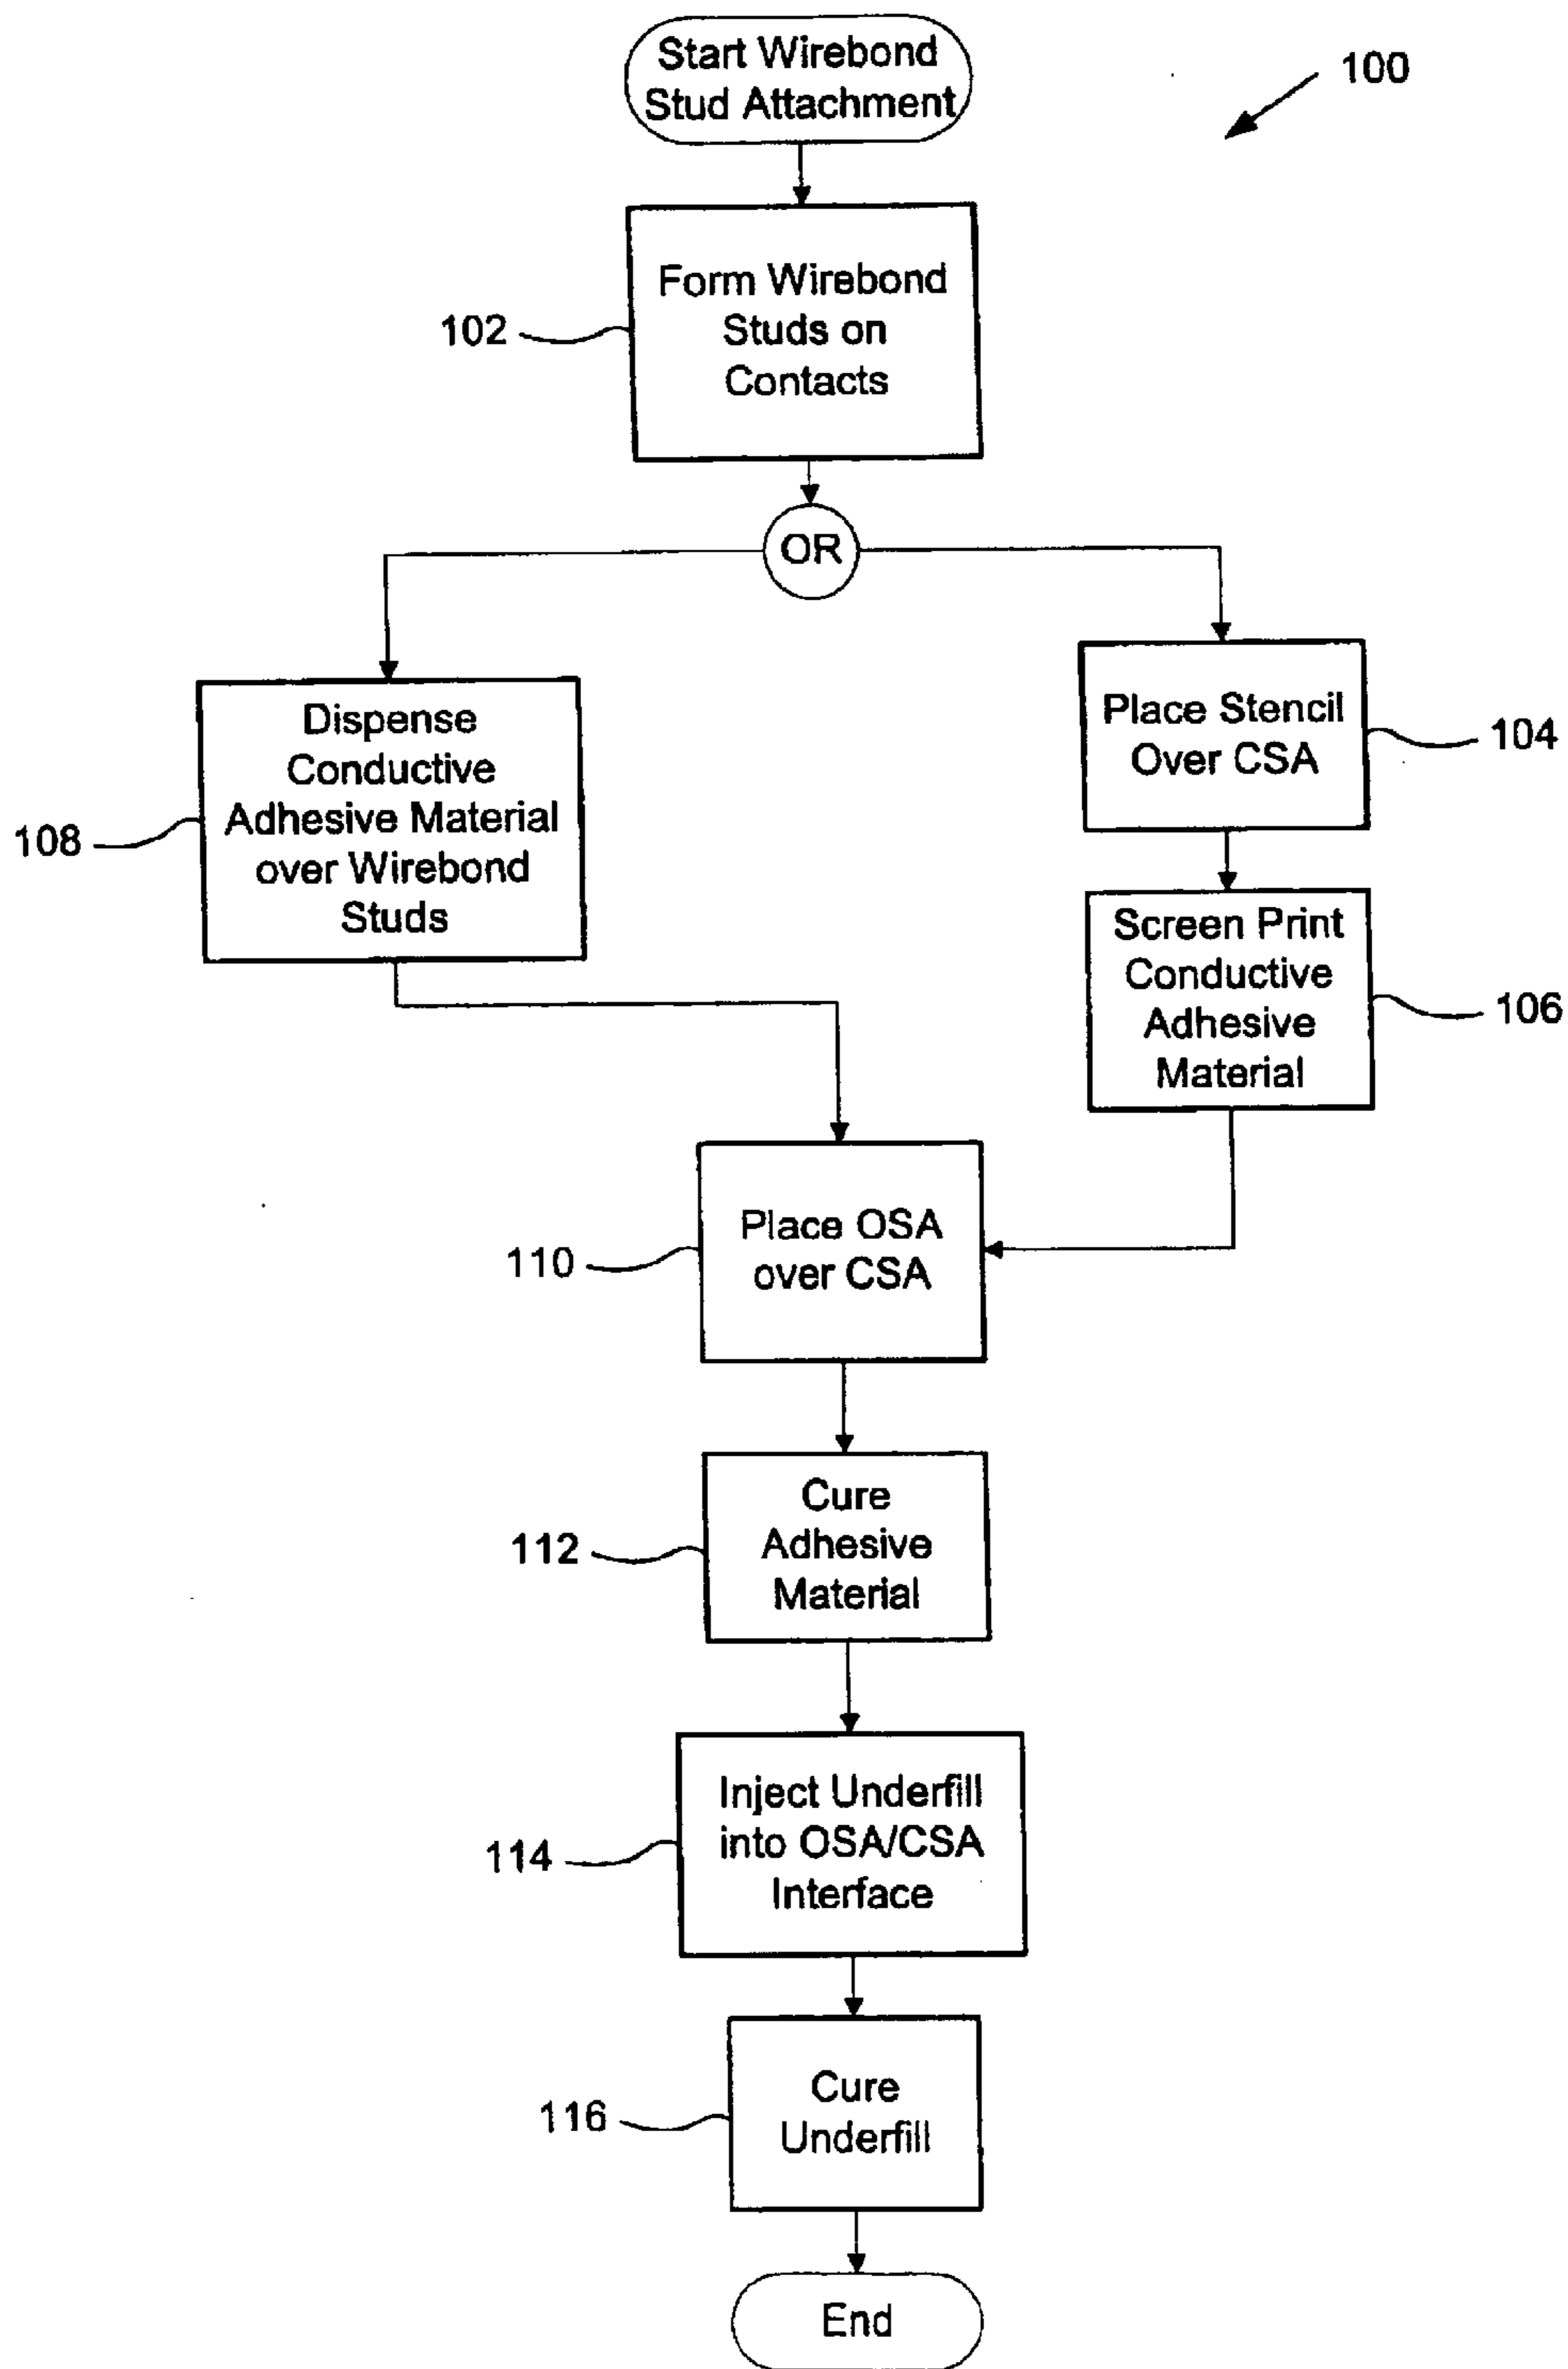 Start Wirebond
Stud Attachment
100
Form Wirebond
Studs on
Contacts
102
OR
Dispense
Conductive
Adhesive Material
over Wirebond
Studs
108
Place Stencil
Over CSA
104
Screen Print
Conductive
Adhesive
Material
106
Place OSA
over CSA
110
Cure
Adhesive
Material
112
Inject Underfill
into OSA/CSA
Interface
114
Cure
Underfill
116
End